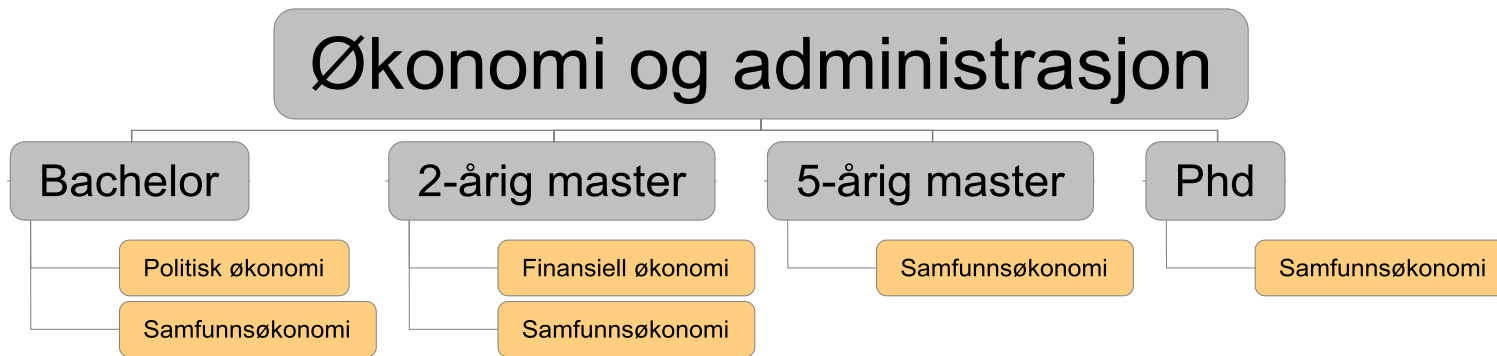 Økonomi og administrasjon
Bachelor
Politisk økonomi
Samfunnsøkonomi
2-årig master
Finansiell økonomi
Samfunnsøkonomi
5-årig master
Samfunnsøkonomi
Phd
Samfunnsøkonomi